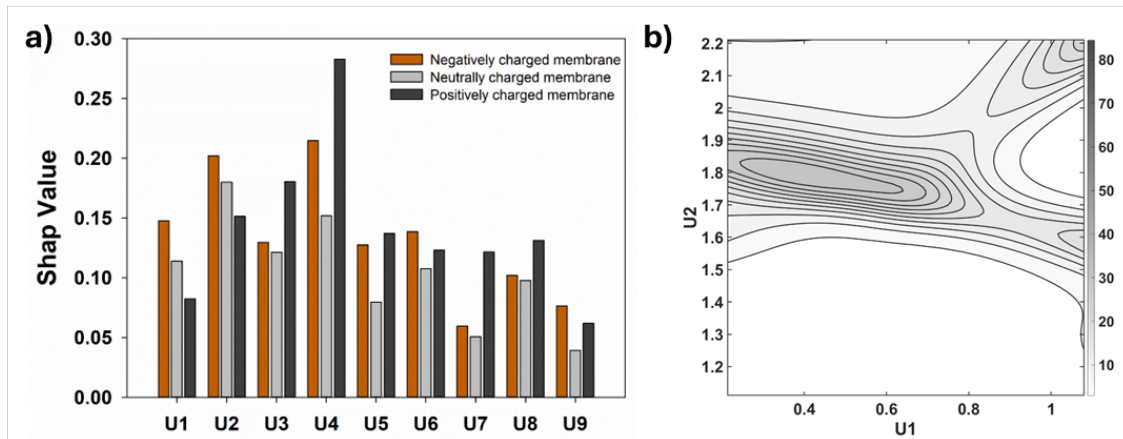 a)
Shap Value
0.30
0.25
0.20
0.15
0.10
0.05
0.00
Negatively charged membrane
Neutrally charged membrane
Positively charged membrane
U1 U2 U3 U4 U5 U6 U7 U8 U9
b)
U2
2.2
2.1
2
1.9
1.8
1.7
1.6
1.5
1.4
1.3
1.2
0.4 0.6 0.8 1
U1
80
70
60
50
40
30
20
10